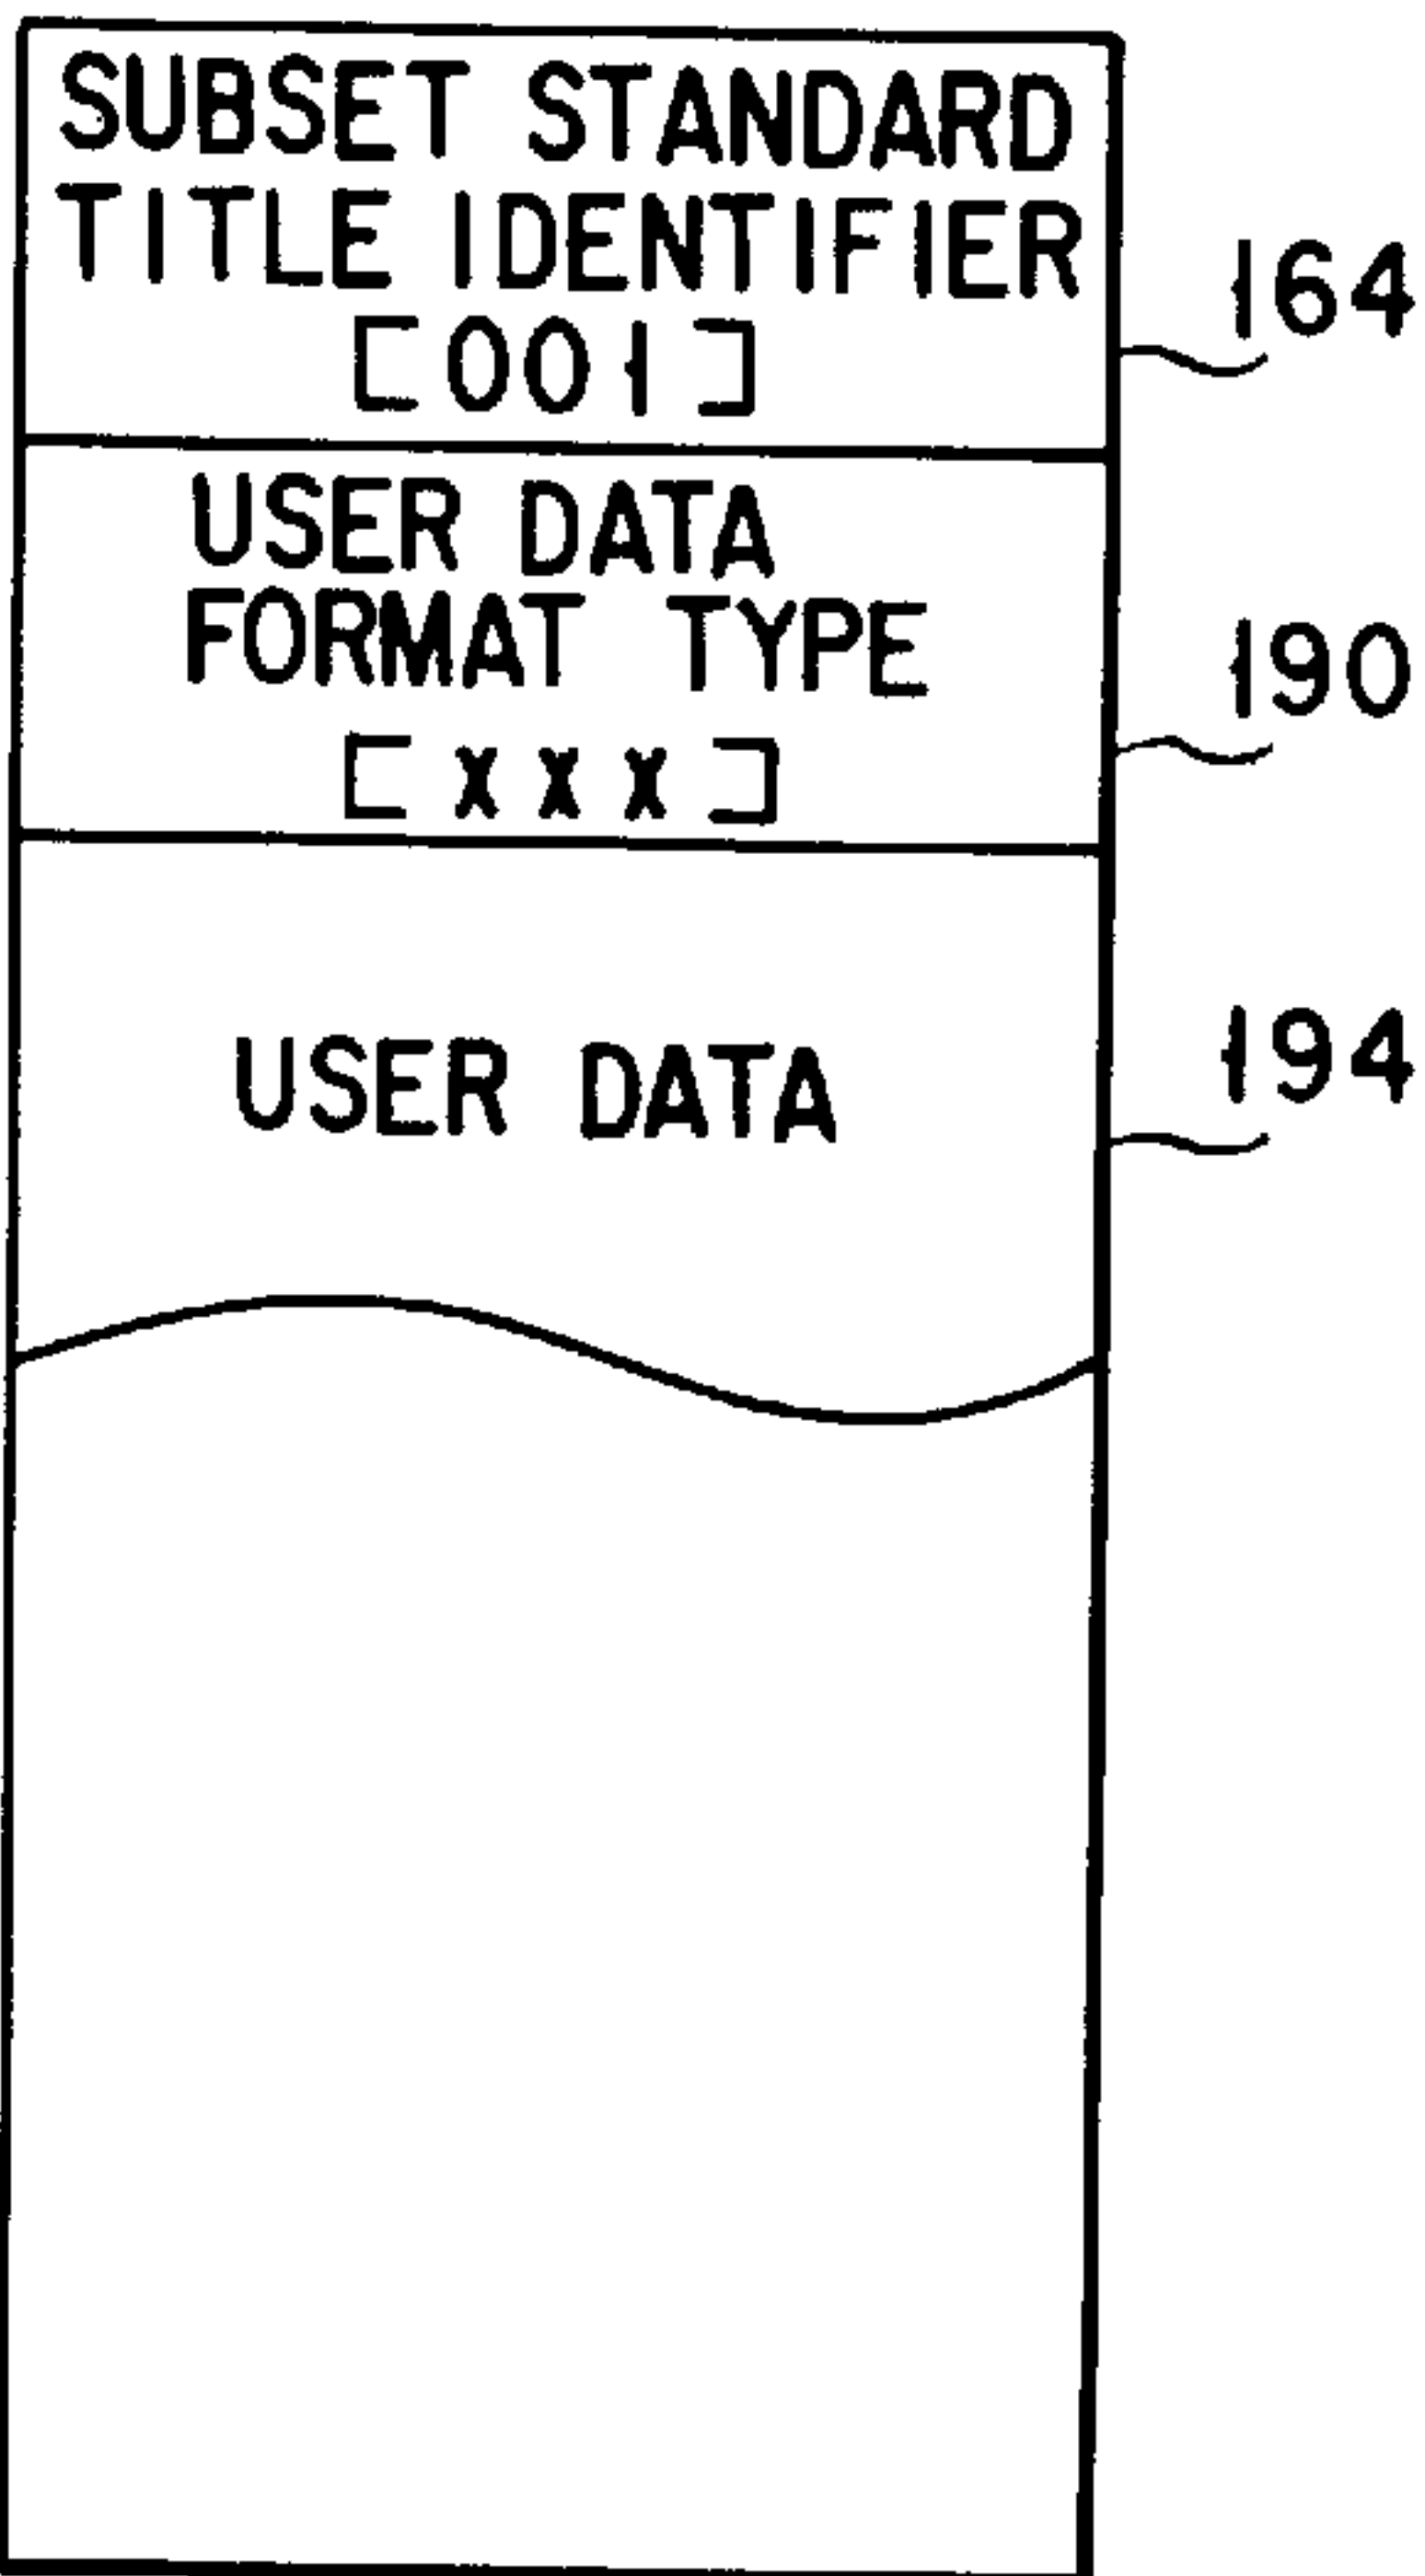 SUBSET STANDARD
TITLE IDENTIFIER
[001]
164
USER DATA
FORMAT TYPE
[xxx]
190
USER DATA
194